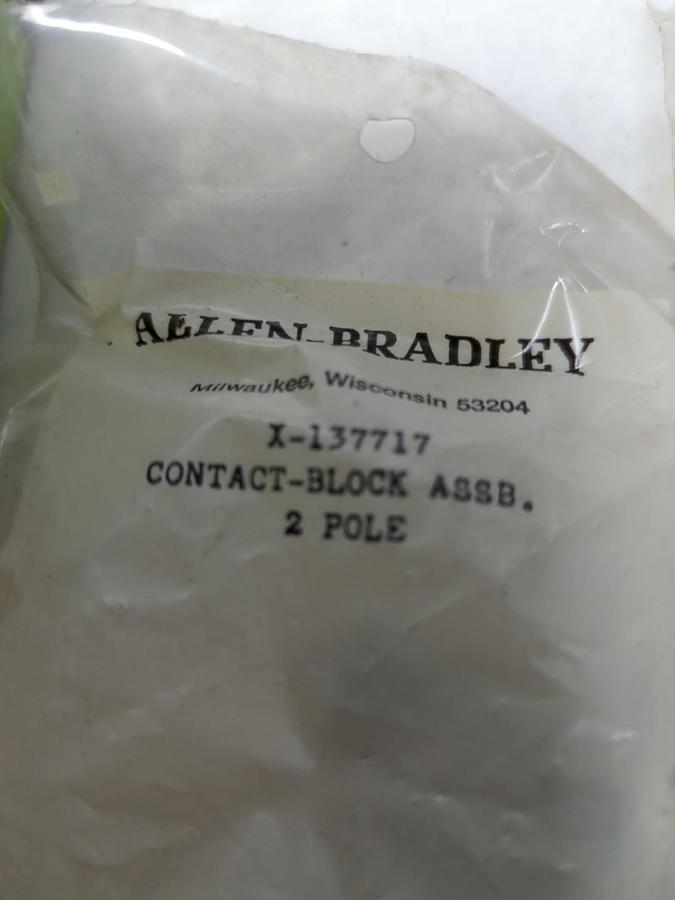 ALLEN-BRADLEY
Milwaukee, Wisconsin 53204
X-137717
CONTACT-BLOCK ASSB.
2 POLE